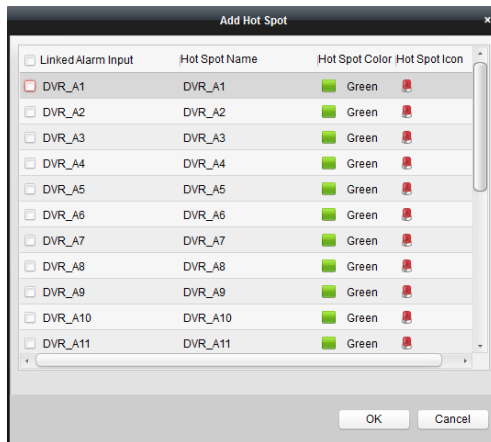 Add Hot Spot ×
Linked Alarm Input Hot Spot Name Hot Spot Color Hot Spot Icon
DVR_A1 DVR_A1 Green
DVR_A2 DVR_A2 Green
DVR_A3 DVR_A3 Green
DVR_A4 DVR_A4 Green
DVR_A5 DVR_A5 Green
DVR_A6 DVR_A6 Green
DVR_A7 DVR_A7 Green
DVR_A8 DVR_A8 Green
DVR_A9 DVR_A9 Green
DVR_A10 DVR_A10 Green
DVR_A11 DVR_A11 Green
OK Cancel